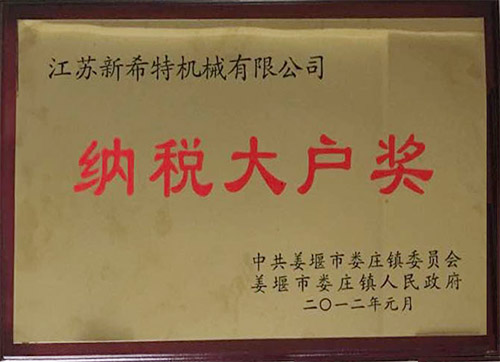 江苏新希特机械有限公司
纳税大户奖
中共姜堰市娄庄镇委员会
姜堰市娄庄镇人民政府
二〇一二年元月